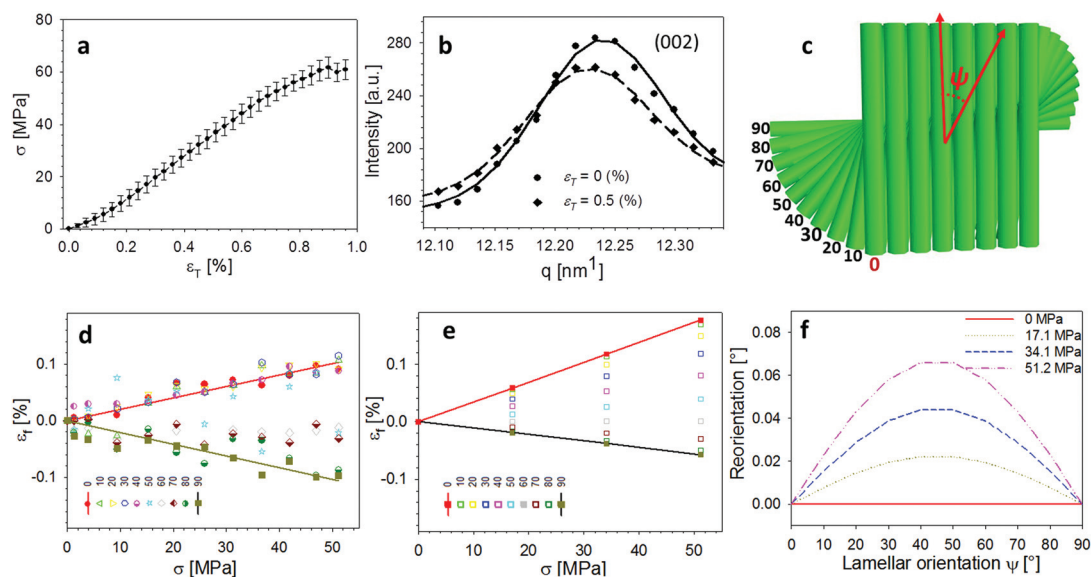 a
σ [MPa]
80
60
40
20
0
0.0 0.2 0.4 0.6 0.8 1.0
ε_T [%]
b
(002)
Intensity [a.u.]
280
240
200
160
ε_T = 0 (%)
ε_T = 0.5 (%)
12.10 12.15 12.20 12.25 12.30
q [nm¹]
c
Ψ
90
80
70
60
50
40
30
20
10
0
d
ε_f [%]
0.1
0.0
-0.1
0 10 20 30 40 50 60 70 80 90
0 10 20 30 40 50
σ [MPa]
e
ε_f [%]
0.1
0.0
-0.1
0 10 20 30 40 50 60 70 80 90
0 10 20 30 40 50
σ [MPa]
f
Reorientation [°]
0.08
0.06
0.04
0.02
0.00
0 MPa
17.1 MPa
34.1 MPa
51.2 MPa
0 10 20 30 40 50 60 70 80 90
Lamellar orientation ψ [°]